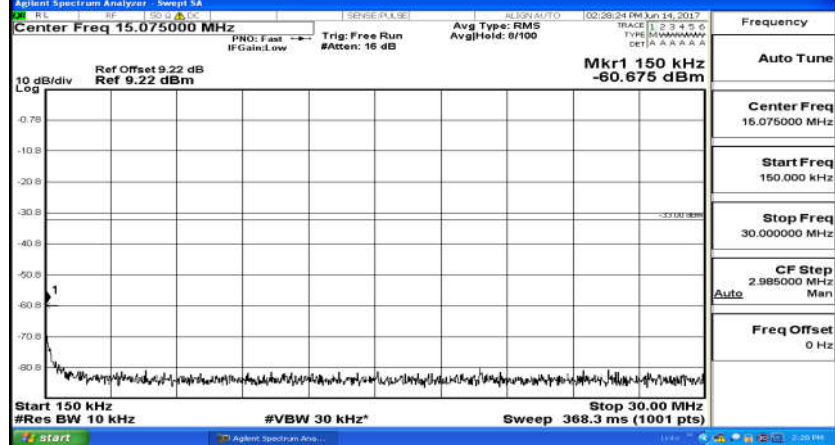 Agilent Spectrum Analyzer - Swept SA
RL RF 50 Ω DC SENSE:PULSE ALIGN AUTO 02:28:24 PM Jun 14, 2017
Center Freq 15.075000 MHz
PNO: Fast
IFGain:Low
Trig: Free Run
#Atten: 16 dB
Avg Type: RMS
Avg|Hold: 8/100
TRACE 1 2 3 4 5 6
TYPE M W W W W W
DET A A A A A A
Frequency
Auto Tune
Center Freq
15.075000 MHz
Start Freq
150.000 kHz
Stop Freq
30.000000 MHz
CF Step
2.985000 MHz
Auto Man
Freq Offset
0 Hz
Mkr1 150 kHz
-60.675 dBm
Ref Offset 9.22 dB
10 dB/div Ref 9.22 dBm
Log
-0.78
-10.8
-20.8
-30.8
-33.00 dBm
-40.8
-50.8
1
-60.8
-70.8
-80.8
Start 150 kHz Stop 30.00 MHz
#Res BW 10 kHz #VBW 30 kHz* Sweep 368.3 ms (1001 pts)
start Agilent Spectrum Ana... 2:28 PM